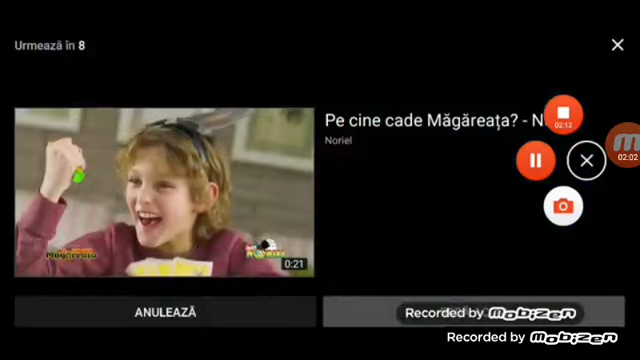 Urmează în 8
Pe cine cade Măgăreața? - N
Noriel
02:13
02:02
Măgăreața
0:21
ANULEAZĂ
Recorded by Mobizen
Recorded by Mobizen